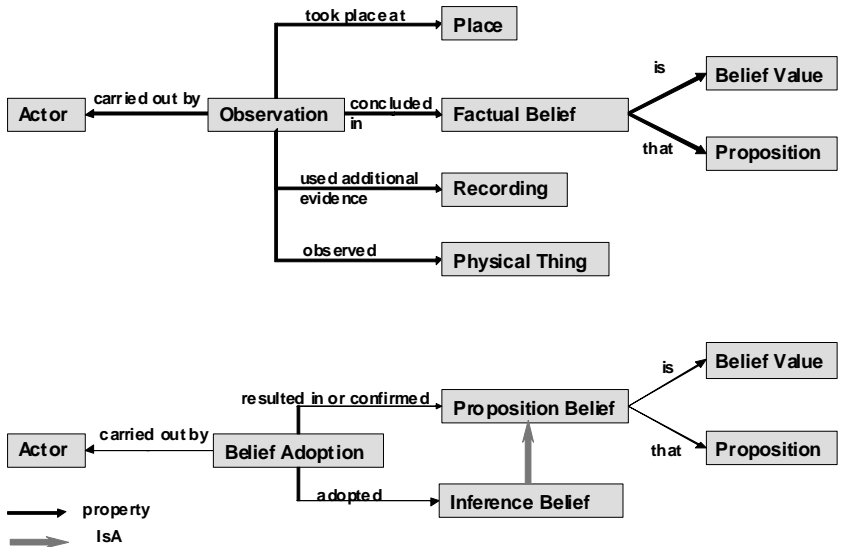 took place at
Place
is
Belief Value
carried out by
concluded
in
Actor
Observation
Factual Belief
that
Proposition
used additional
evidence
Recording
observed
Physical Thing
is
Belief Value
resulted in or confirmed
Proposition Belief
carried out by
Actor
Belief Adoption
that
Proposition
adopted
Inference Belief
property
IsA